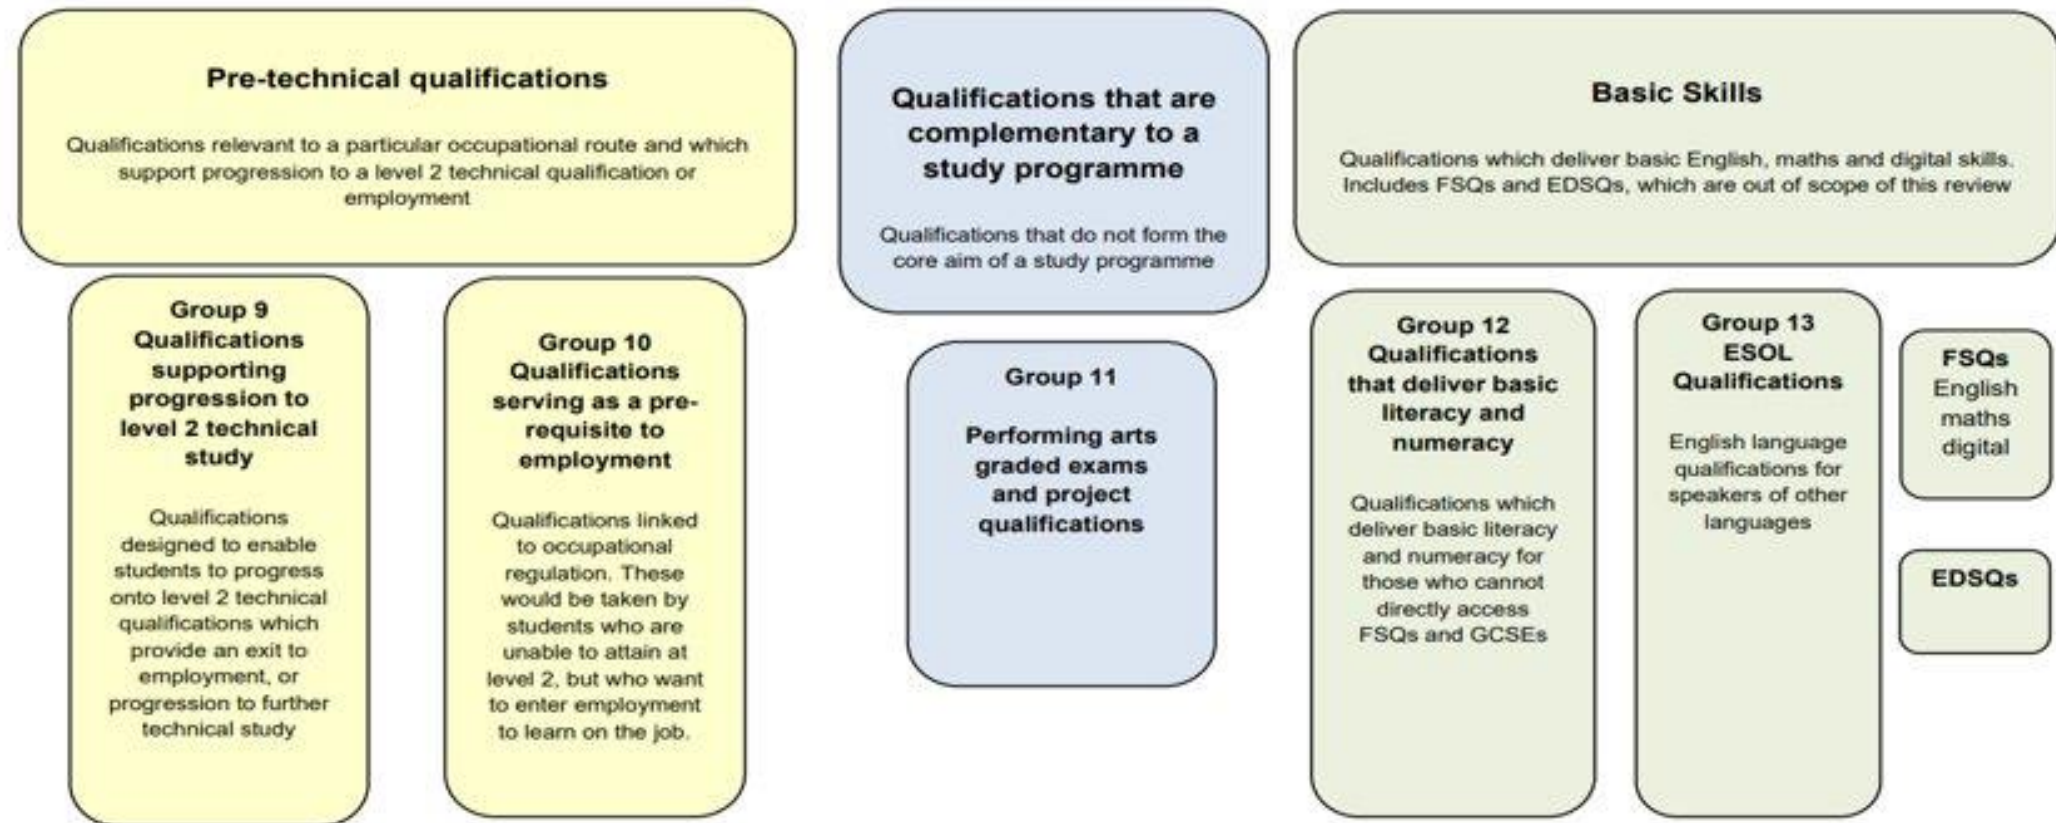 Pre-technical qualifications
Qualifications relevant to a particular occupational route and which
support progression to a level 2 technical qualification or
employment
Group 9
Qualifications
supporting
progression to
level 2 technical
study
Qualifications
designed to enable
students to progress
onto level 2 technical
qualifications which
provide an exit to
employment, or
progression to further
technical study
Group 10
Qualifications
serving as a pre-
requisite to
employment
Qualifications linked
to occupational
regulation. These
would be taken by
students who are
unable to attain at
level 2, but who want
to enter employment
to learn on the job.
Qualifications that are
complementary to a
study programme
Qualifications that do not form the
core aim of a study programme
Group 11
Performing arts
graded exams
and project
qualifications
Basic Skills
Qualifications which deliver basic English, maths and digital skills.
Includes FSQs and EDSQs, which are out of scope of this review
Group 12
Qualifications
that deliver basic
literacy and
numeracy
Qualifications which
deliver basic literacy
and numeracy for
those who cannot
directly access
FSQs and GCSEs
Group 13
ESOL
Qualifications
English language
qualifications for
speakers of other
languages
FSQs
English
maths
digital
EDSQs